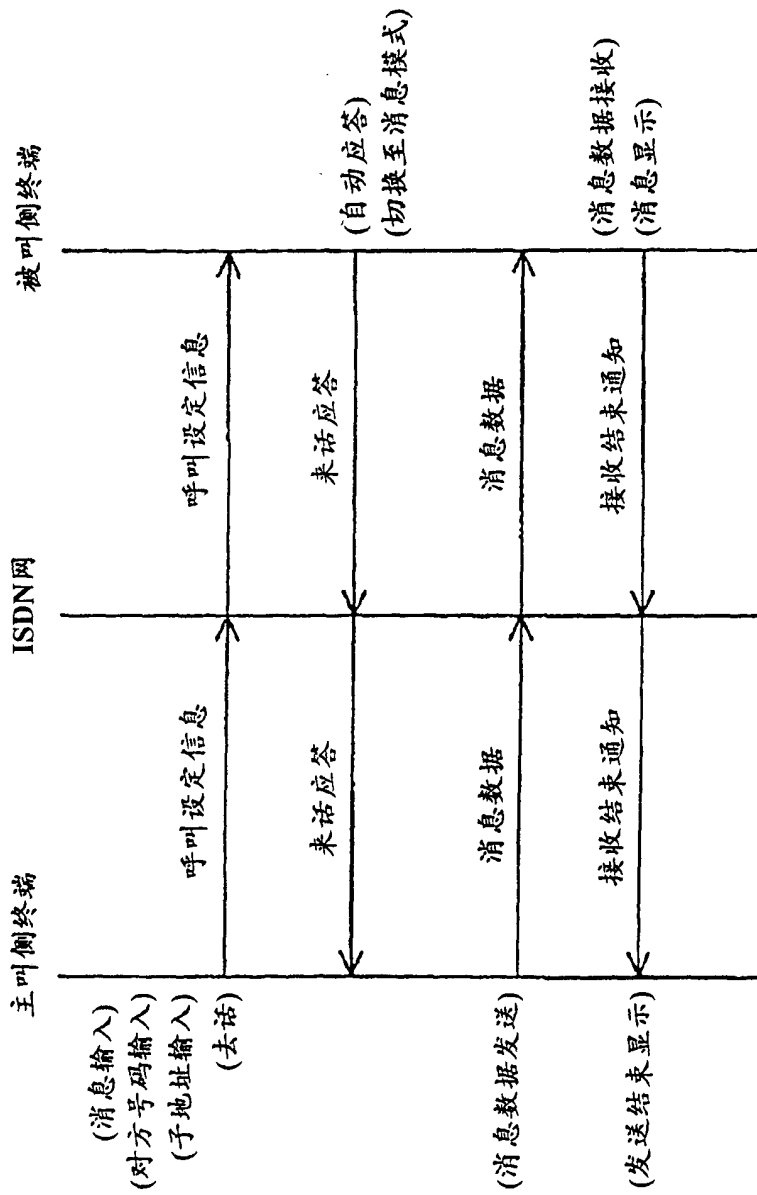 主叫侧终端
ISDN网
被叫侧终端
(消息输入)
(对方号码输入)
(子地址输入)
(去话)
呼叫设定信息
呼叫设定信息
来话应答
来话应答
(自动应答)
(切换至消息模式)
(消息数据发送)
消息数据
消息数据
(消息数据接收)
(消息显示)
(发送结束显示)
接收结束通知
接收结束通知